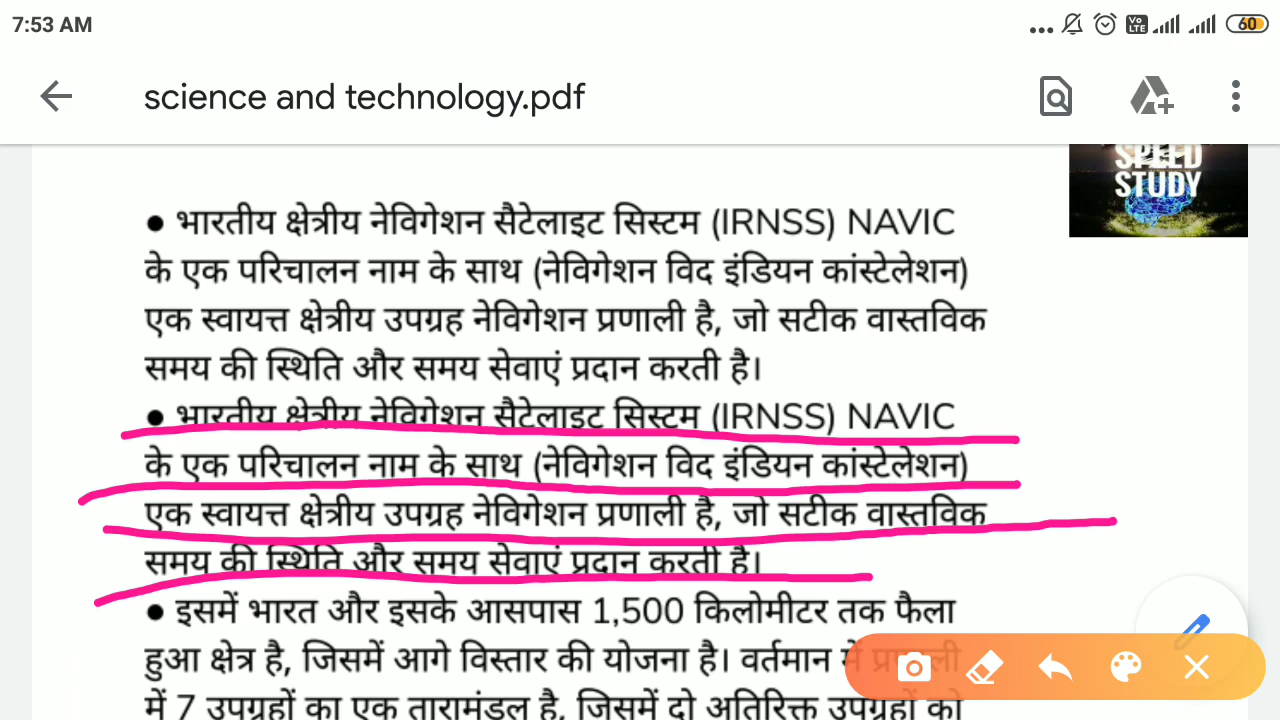 7:53 AM
Vo LTE
60
science and technology.pdf
SPEED
STUDY
● भारतीय क्षेत्रीय नेविगेशन सैटेलाइट सिस्टम (IRNSS) NAVIC
के एक परिचालन नाम के साथ (नेविगेशन विद इंडियन कांस्टेलेशन)
एक स्वायत्त क्षेत्रीय उपग्रह नेविगेशन प्रणाली है, जो सटीक वास्तविक
समय की स्थिति और समय सेवाएं प्रदान करती है।
● भारतीय क्षेत्रीय नेविगेशन सैटेलाइट सिस्टम (IRNSS) NAVIC
के एक परिचालन नाम के साथ (नेविगेशन विद इंडियन कांस्टेलेशन)
एक स्वायत्त क्षेत्रीय उपग्रह नेविगेशन प्रणाली है, जो सटीक वास्तविक
समय की स्थिति और समय सेवाएं प्रदान करती है।
● इसमें भारत और इसके आसपास 1,500 किलोमीटर तक फैला
हुआ क्षेत्र है, जिसमें आगे विस्तार की योजना है। वर्तमान में प्रणाली
में 7 उपग्रहों का एक तारामंडल है, जिसमें दो अतिरिक्त उपग्रहों को